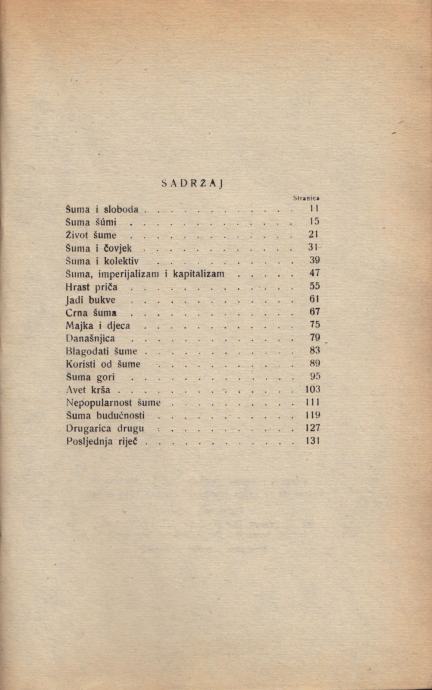 SADRŽAJ
Stranica
Šuma i sloboda . . . . . . . . . . . . 11
Šuma šúmi . . . . . . . . . . . . . 15
Život šume . . . . . . . . . . . . . 21
Šuma i čovjek . . . . . . . . . . . . 31
Šuma i kolektiv . . . . . . . . . . . 39
Šuma, imperijalizam i kapitalizam . . . . . 47
Hrast priča . . . . . . . . . . . . . 55
Jadi bukve . . . . . . . . . . . . . 61
Crna šuma . . . . . . . . . . . . . 67
Majka i djeca . . . . . . . . . . . . 75
Današnjica . . . . . . . . . . . . . 79
Blagodati šume . . . . . . . . . . . . 83
Koristi od šume . . . . . . . . . . . 89
Šuma gori . . . . . . . . . . . . . 95
Avet krša . . . . . . . . . . . . . . 103
Nepopularnost šume . . . . . . . . . . 111
Šuma budućnosti . . . . . . . . . . . 119
Drugarica drugu . . . . . . . . . . . 127
Posljednja riječ . . . . . . . . . . . . 131